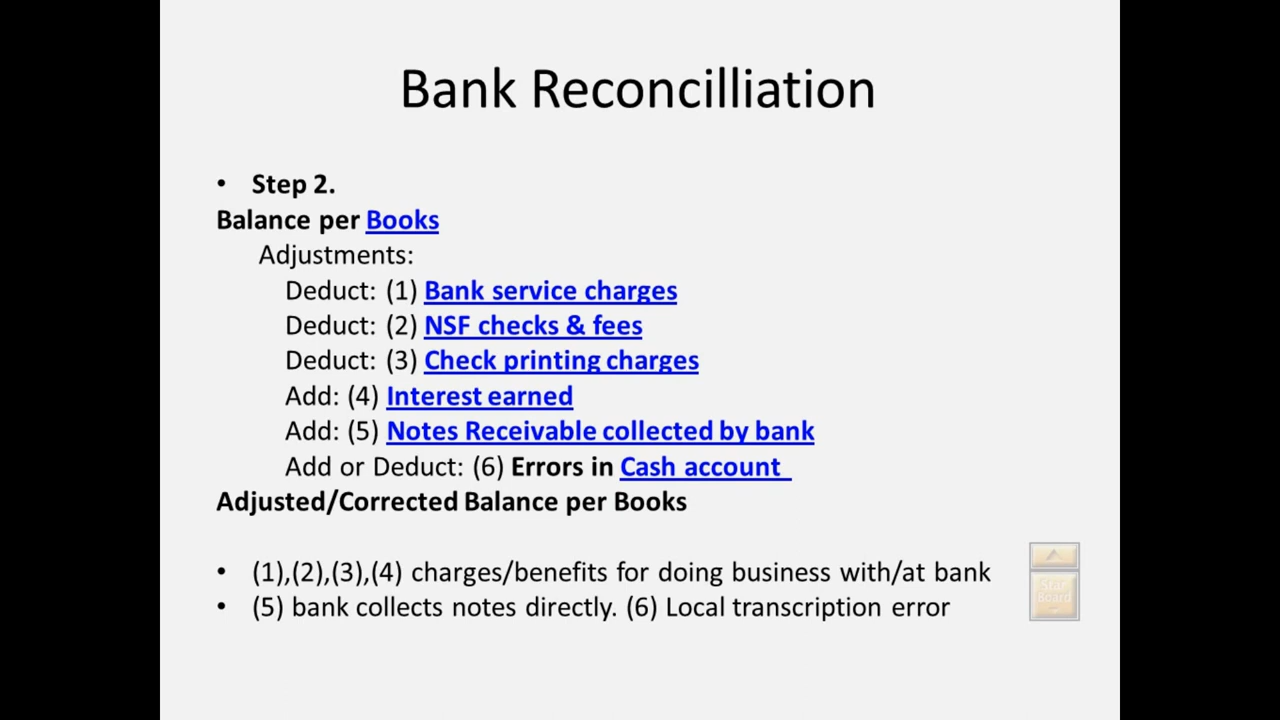 Bank Reconcilliation
• Step 2.
Balance per Books
Adjustments:
Deduct: (1) Bank service charges
Deduct: (2) NSF checks & fees
Deduct: (3) Check printing charges
Add: (4) Interest earned
Add: (5) Notes Receivable collected by bank
Add or Deduct: (6) Errors in Cash account
Adjusted/Corrected Balance per Books
• (1),(2),(3),(4) charges/benefits for doing business with/at bank
• (5) bank collects notes directly. (6) Local transcription error
Star
Board